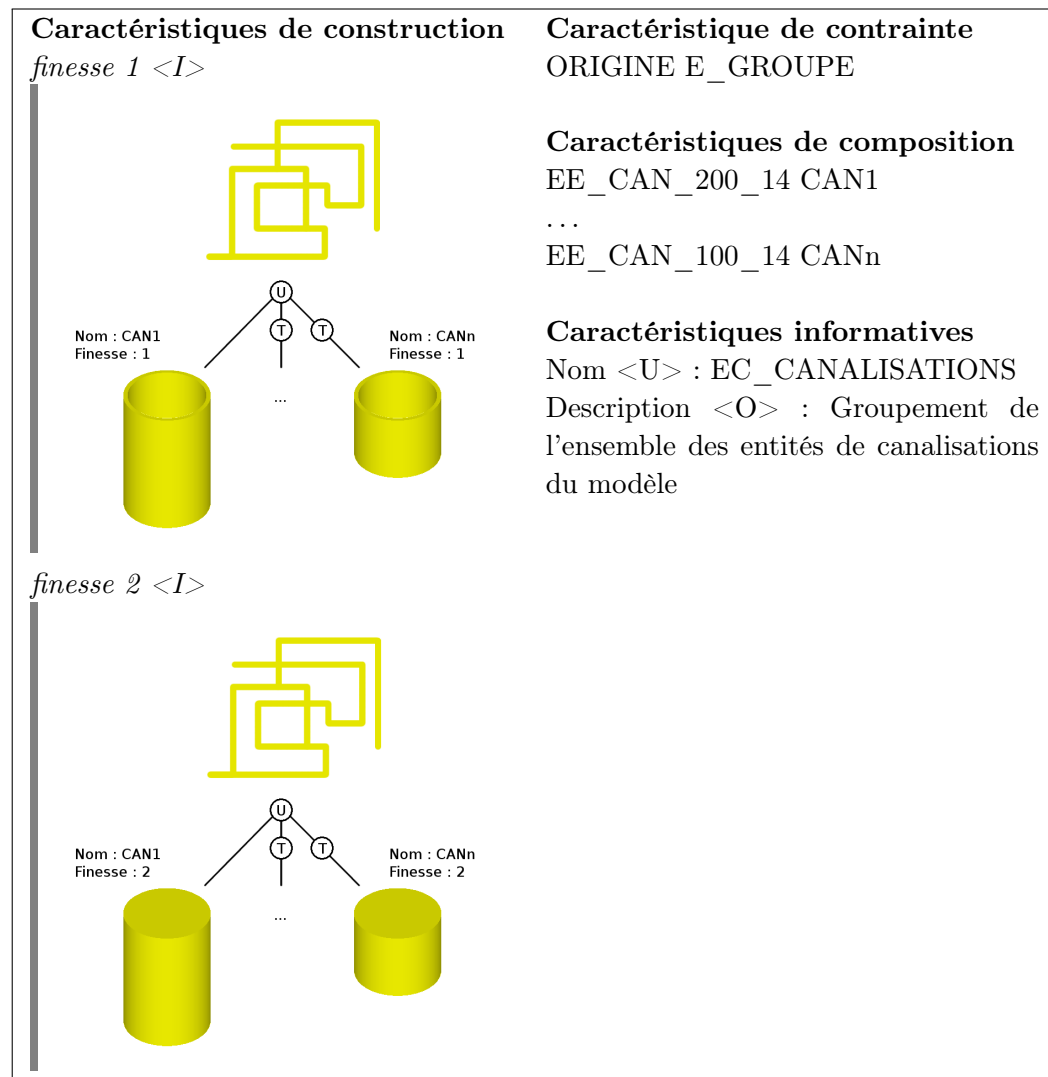 Caractéristiques de construction
finesse 1 <I>
U
T T
Nom : CAN1
Finesse : 1
Nom : CANn
Finesse : 1
...
finesse 2 <I>
U
T T
Nom : CAN1
Finesse : 2
Nom : CANn
Finesse : 2
...
Caractéristique de contrainte
ORIGINE E_GROUPE
Caractéristiques de composition
EE_CAN_200_14 CAN1
...
EE_CAN_100_14 CANn
Caractéristiques informatives
Nom <U> : EC_CANALISATIONS
Description <O> : Groupement de
l'ensemble des entités de canalisations
du modèle